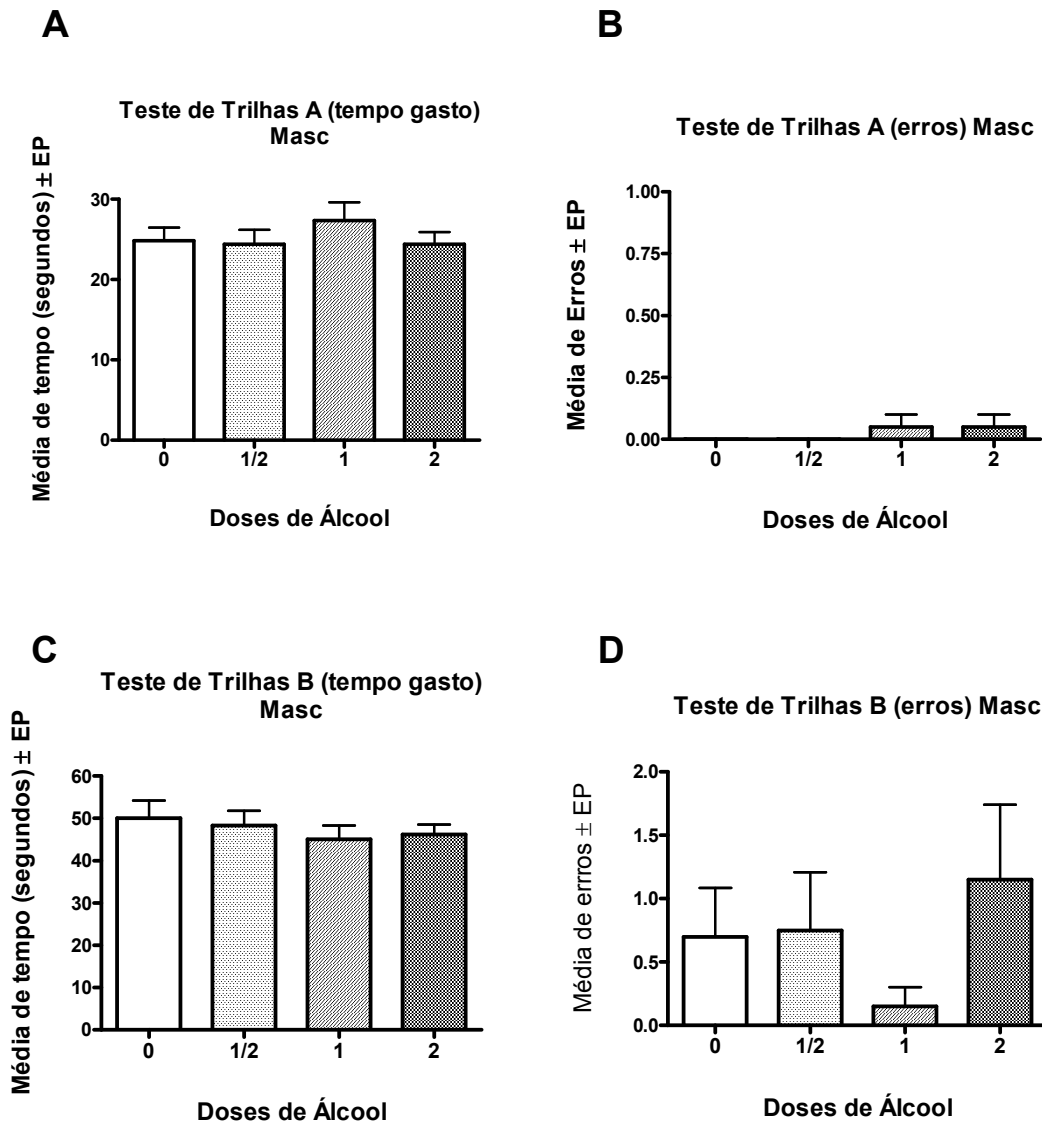 A
Teste de Trilhas A (tempo gasto)
Masc
Média de tempo (segundos) ± EP
30
20
10
0
0 1/2 1 2
Doses de Álcool
B
Teste de Trilhas A (erros) Masc
Média de Erros ± EP
1.00
0.75
0.50
0.25
0.00
0 1/2 1 2
Doses de Álcool
C
Teste de Trilhas B (tempo gasto)
Masc
Média de tempo (segundos) ± EP
60
50
40
30
20
10
0
0 1/2 1 2
Doses de Álcool
D
Teste de Trilhas B (erros) Masc
Média de errros ± EP
2.0
1.5
1.0
0.5
0.0
0 1/2 1 2
Doses de Álcool